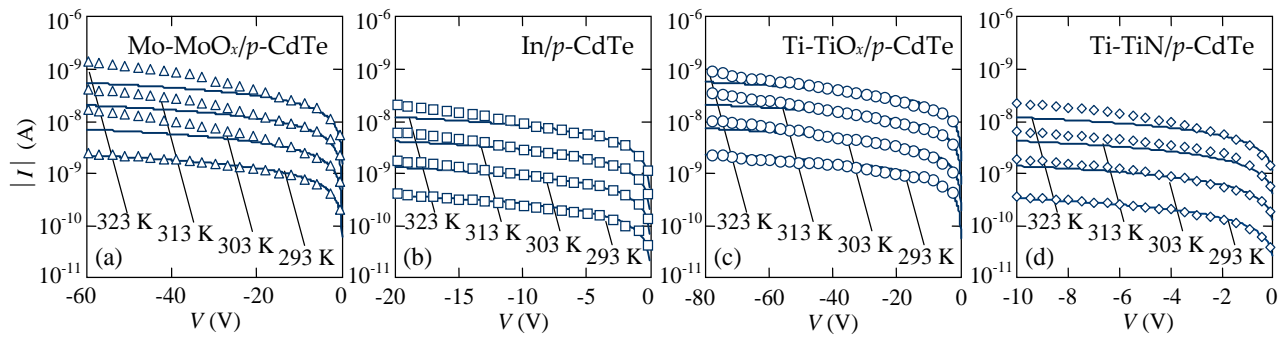 |I| (A)
10⁻⁶
10⁻⁹
10⁻⁸
10⁻⁹
10⁻¹⁰
10⁻¹¹
Mo-MoOₓ/p-CdTe
323 K
313 K
303 K
293 K
(a)
-60 -40 -20 0
V (V)
10⁻⁶
10⁻⁹
10⁻⁸
10⁻⁹
10⁻¹⁰
10⁻¹¹
In/p-CdTe
323 K
313 K
303 K
293 K
(b)
-20 -15 -10 -5 0
V (V)
10⁻⁶
10⁻⁹
10⁻⁸
10⁻⁹
10⁻¹⁰
10⁻¹¹
Ti-TiOₓ/p-CdTe
323 K
313 K
303 K
293 K
(c)
-80 -60 -40 -20 0
V (V)
10⁻⁶
10⁻⁹
10⁻⁸
10⁻⁹
10⁻¹⁰
10⁻¹¹
Ti-TiN/p-CdTe
323 K
313 K
303 K
293 K
(d)
-10 -8 -6 -4 -2 0
V (V)